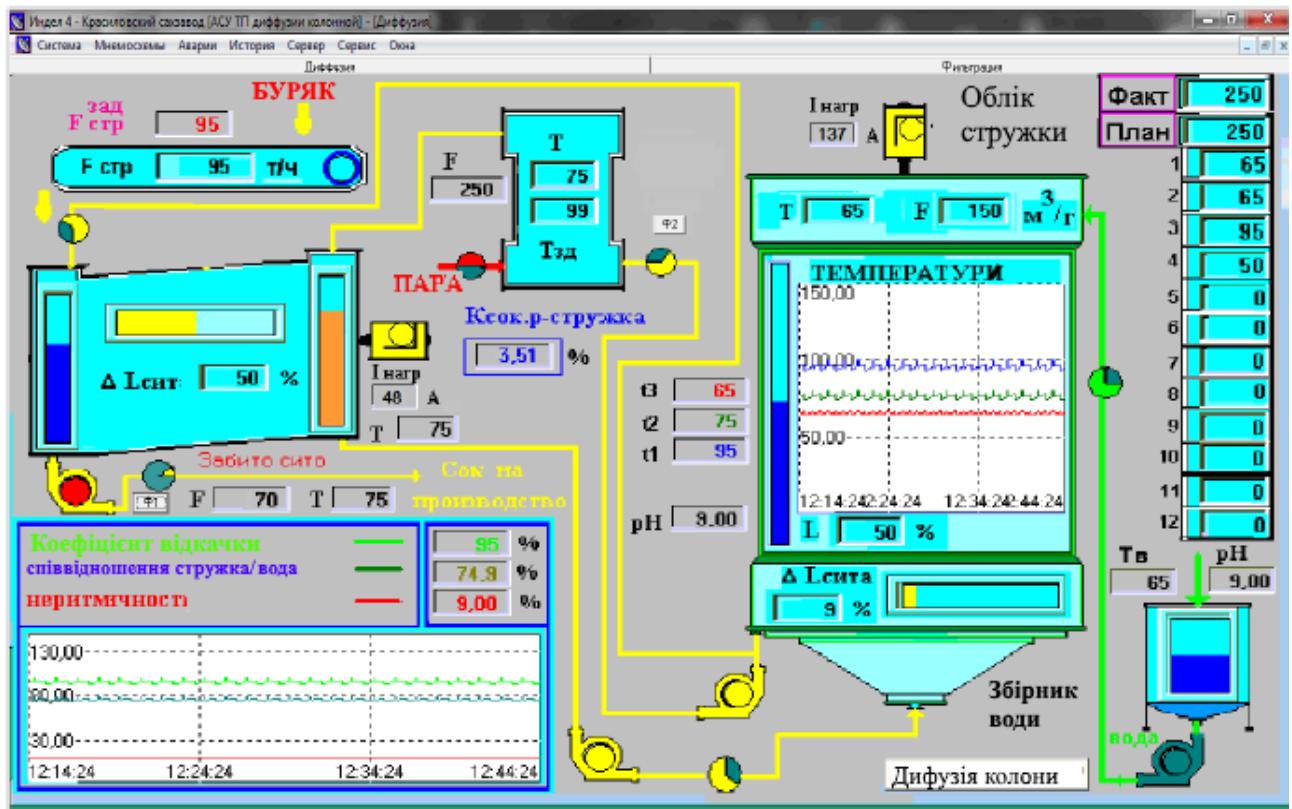 Индел 4 - Красиловский сахзавод [АСУ ТП диффузии колонной] - [Диффузия]
Система Мнемосхемы Аварии История Сервер Сервис Окна
Диффезия Фильтрация
БУРЯК
зад
F стр 95
F стр 95 т/ч
F
250
T
75
99
Тзд
ПАРА
Ф2
I нагр
137 А
Облік
стружки
Факт 250
План 250
1 65
2 65
3 95
4 50
5 0
6 0
7 0
8 0
9 0
10 0
11 0
12 0
T 65 F 150 м³/г
ТЕМПЕРАТУРИ
150,00
100,00
50,00
12:14:24 12:24:24 12:34:24 12:44:24
L 50 %
Ксок.р-стружка
3,51 %
Δ Lсит: 50 %
I нагр
48 А
T 75
t3 65
t2 75
t1 95
pH 9.00
Забито сито
Сок на
производство
Ф1 F 70 T 75
Δ Lсита
9 %
Тв pH
65 9,00
Коефіцієнт відкачки 95 %
співвідношення стружка/вода 74.9 %
неритмичность 9,00 %
130,00
80,00
30,00
12:14:24 12:24:24 12:34:24 12:44:24
Збірник
води
вода
Дифузія колони